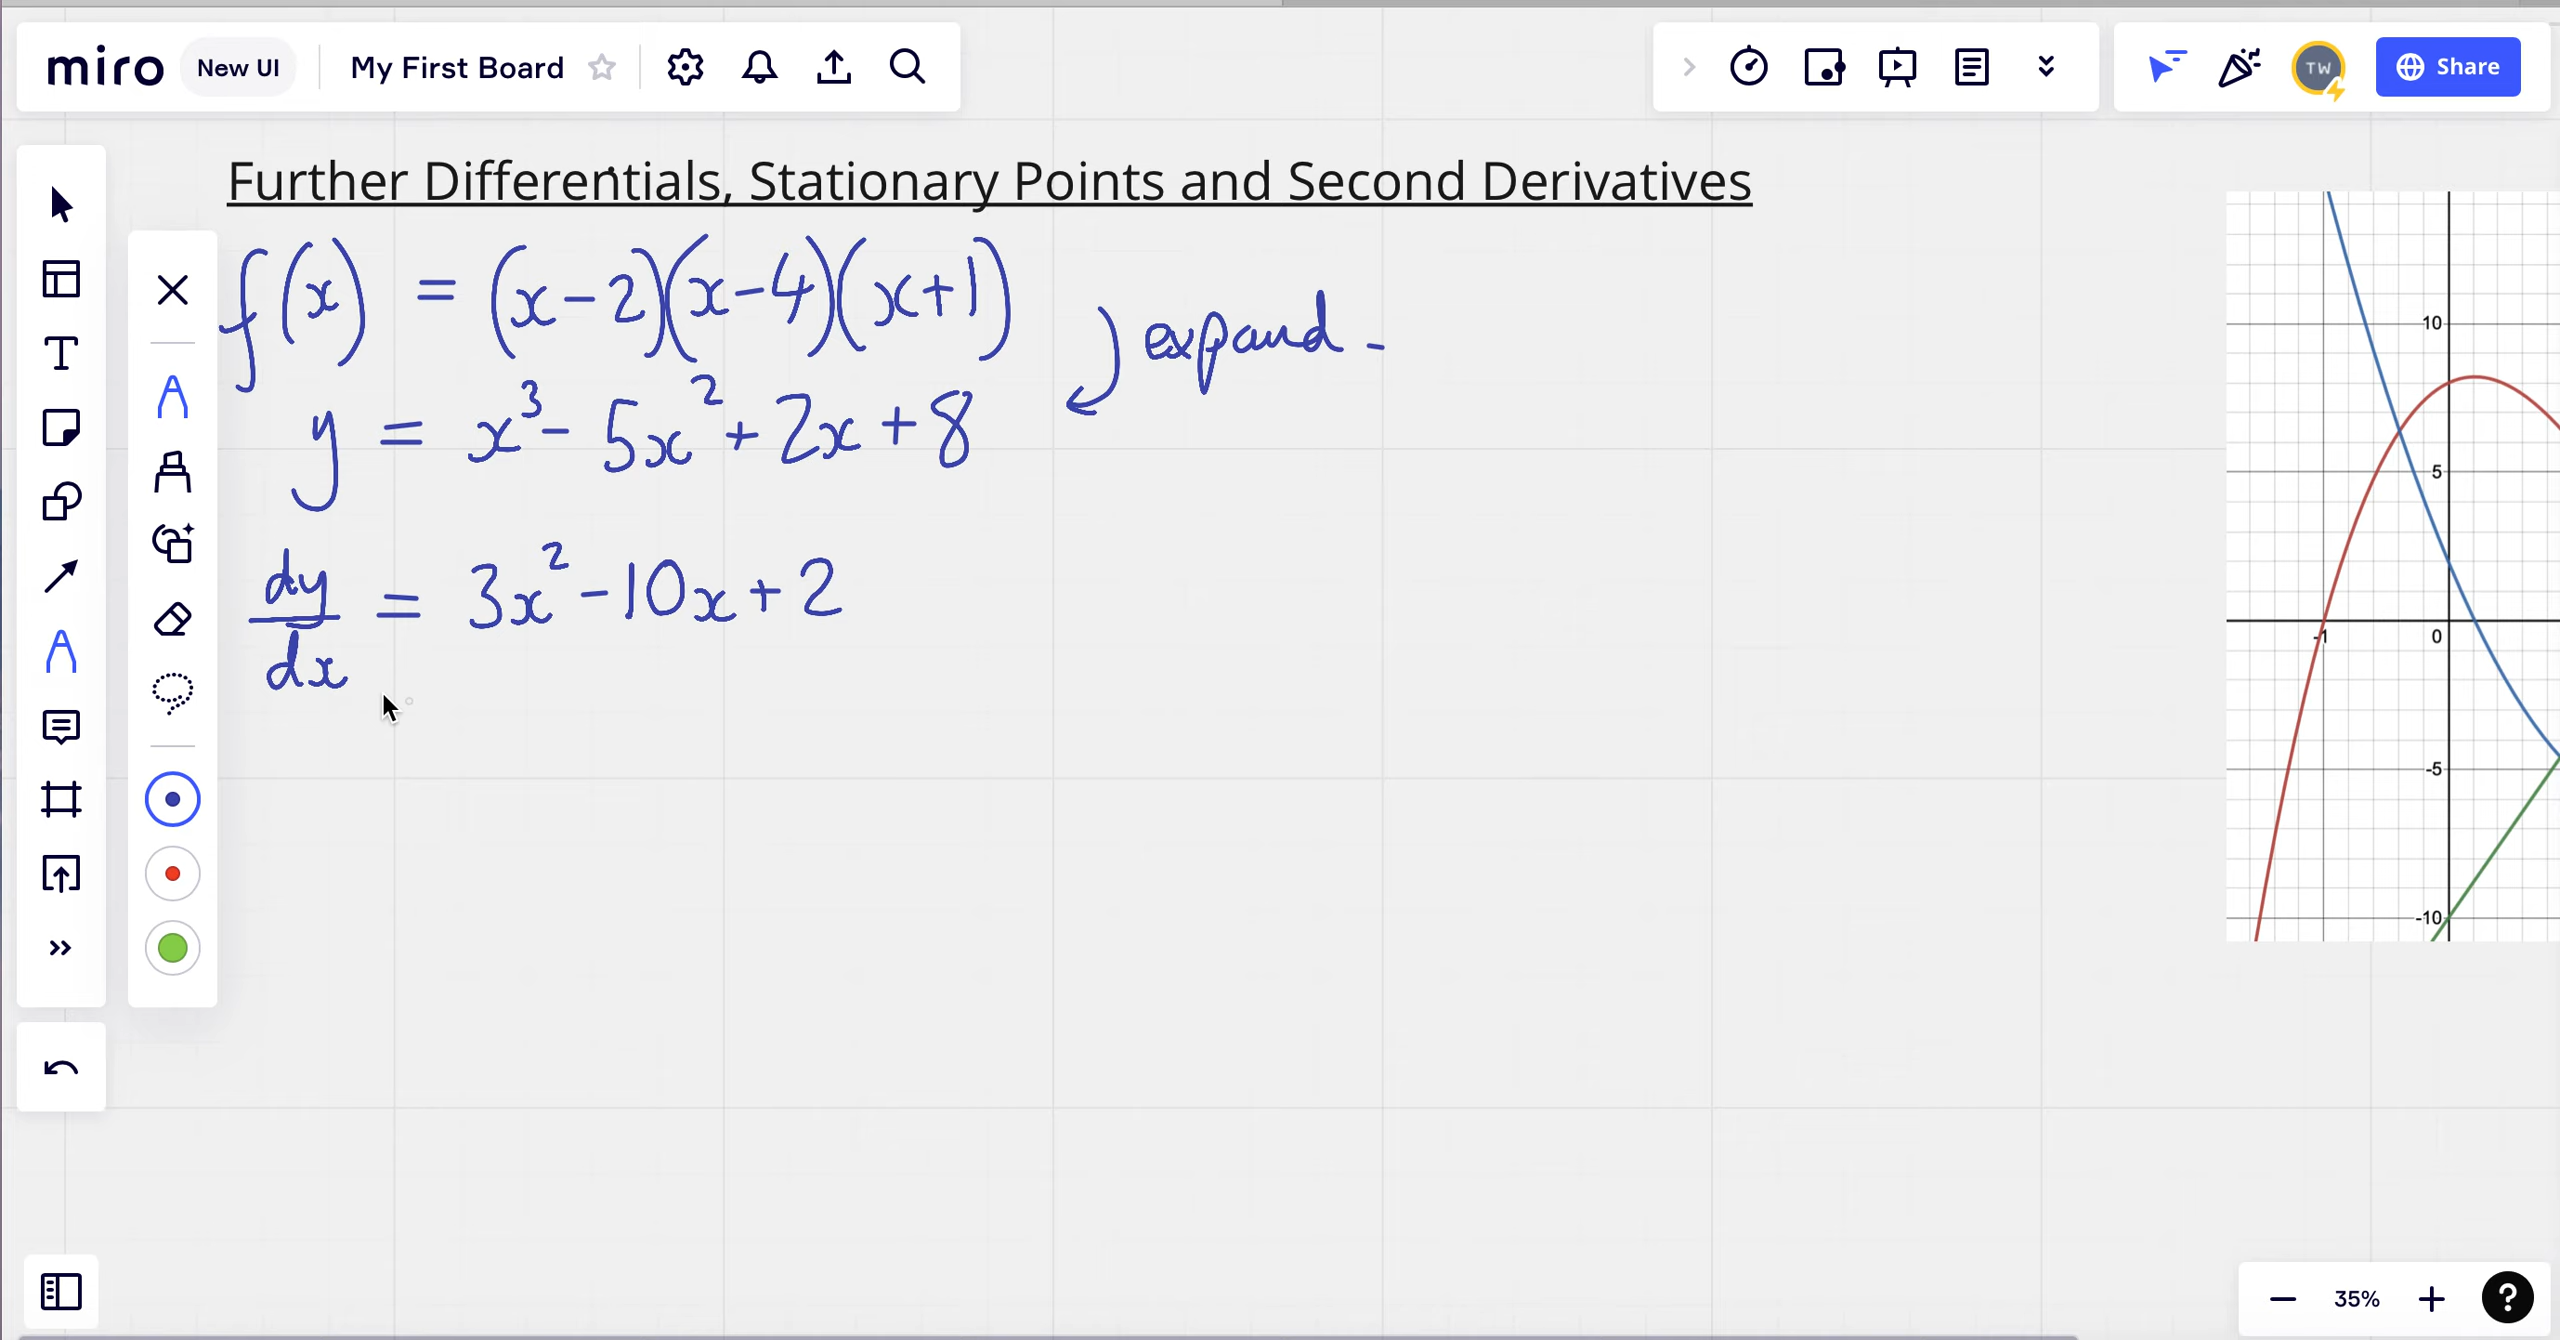 miro New UI My First Board TW Share
Further Differentials, Stationary Points and Second Derivatives
f(x) = (x-2)(x-4)(x+1)
expand -
y = x³ - 5x² + 2x + 8
dy/dx = 3x² - 10x + 2
10
5
-1 0
-5
-10
35%